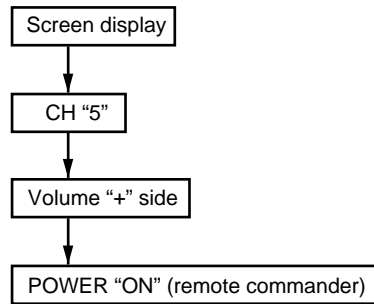 Screen display
CH “5”
Volume “+” side
POWER “ON” (remote commander)